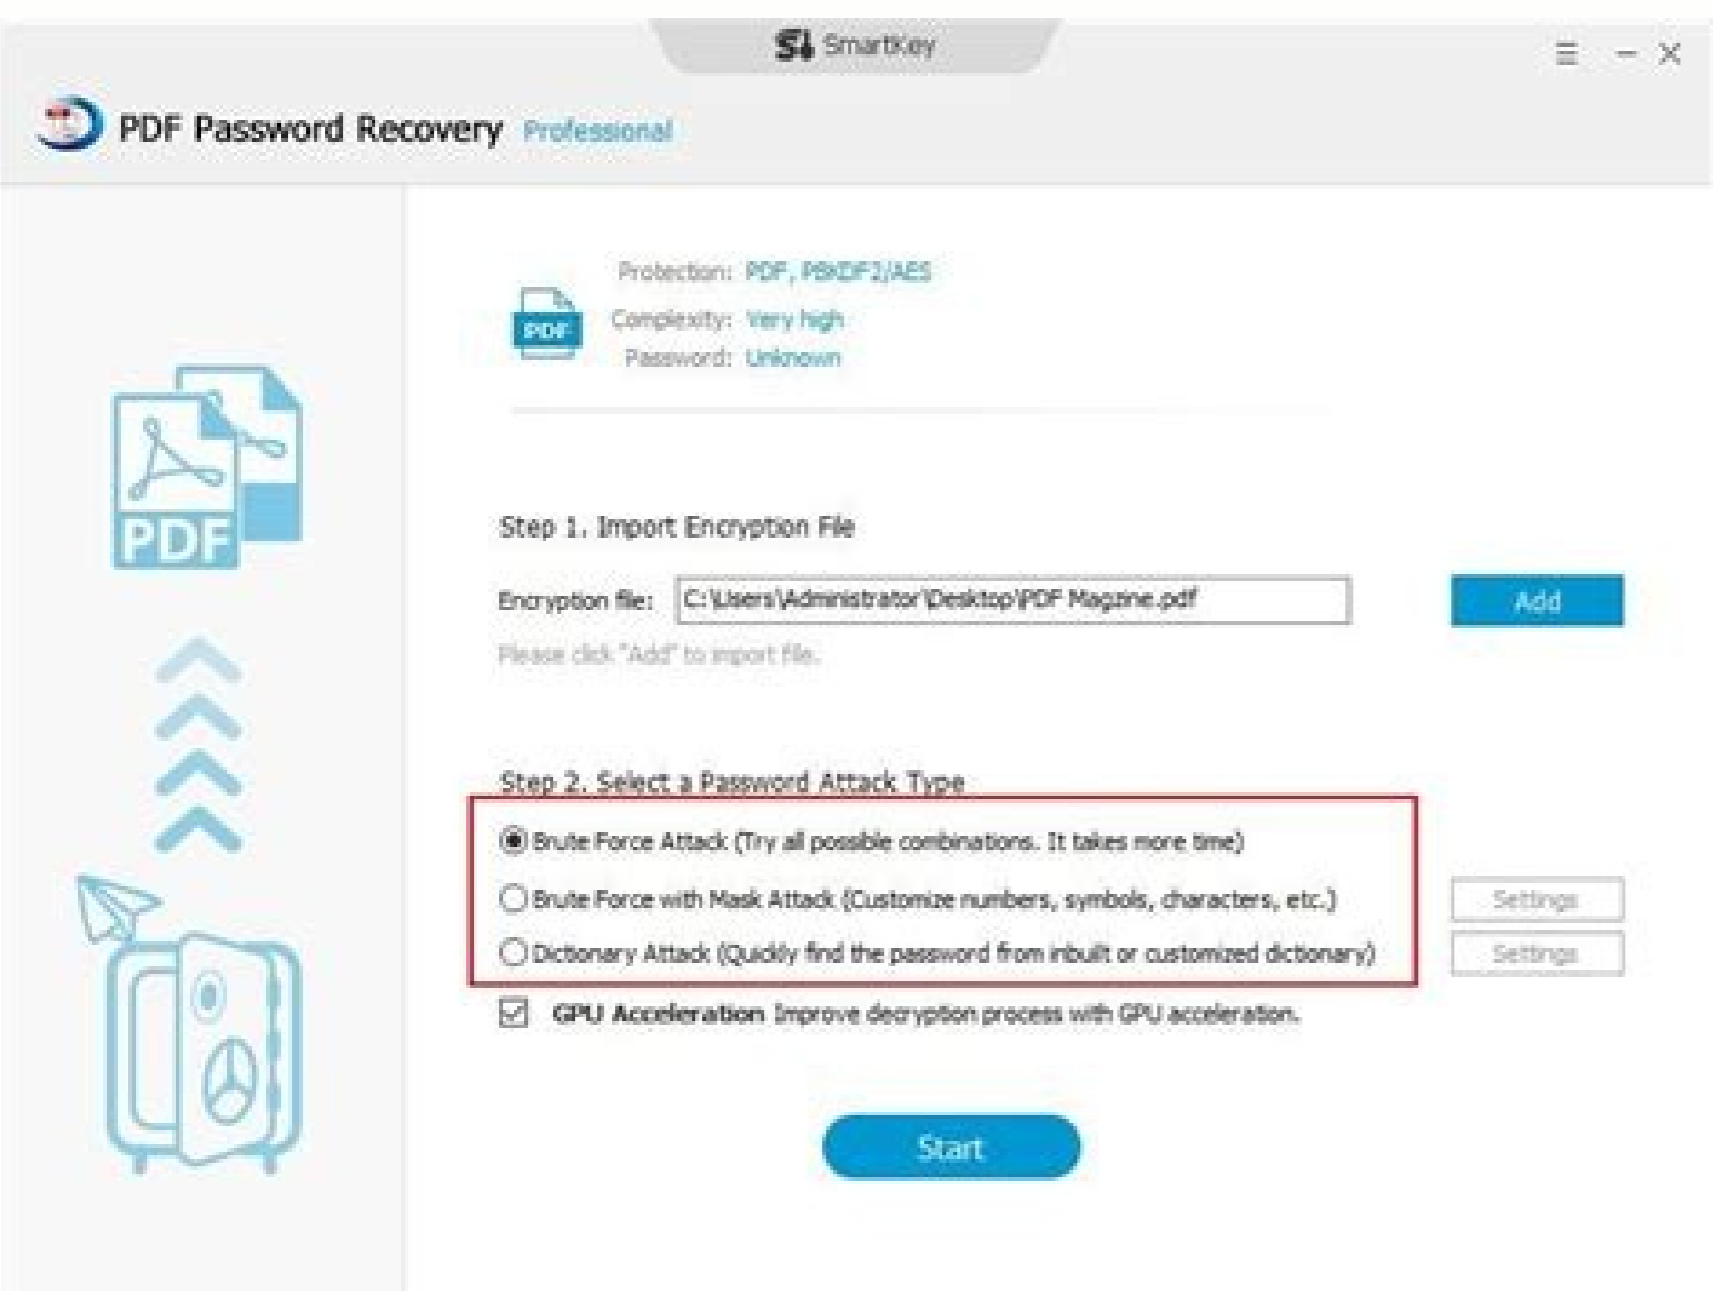 SmartKey
PDF Password Recovery Professional
Protection: PDF, PBKDF2/AES
PDF
Complexity: Very high
Password: Unknown
PDF
Step 1. Import Encryption File
Encryption file: C:\Users\Administrator\Desktop\PDF Magzine.pdf Add
Please click "Add" to import file.
Step 2. Select a Password Attack Type
Brute Force Attack (Try all possible combinations. It takes more time)
Brute Force with Mask Attack (Customize numbers, symbols, characters, etc.) Settings
Dictionary Attack (Quickly find the password from inbuilt or customized dictionary) Settings
GPU Acceleration Improve decryption process with GPU acceleration.
Start